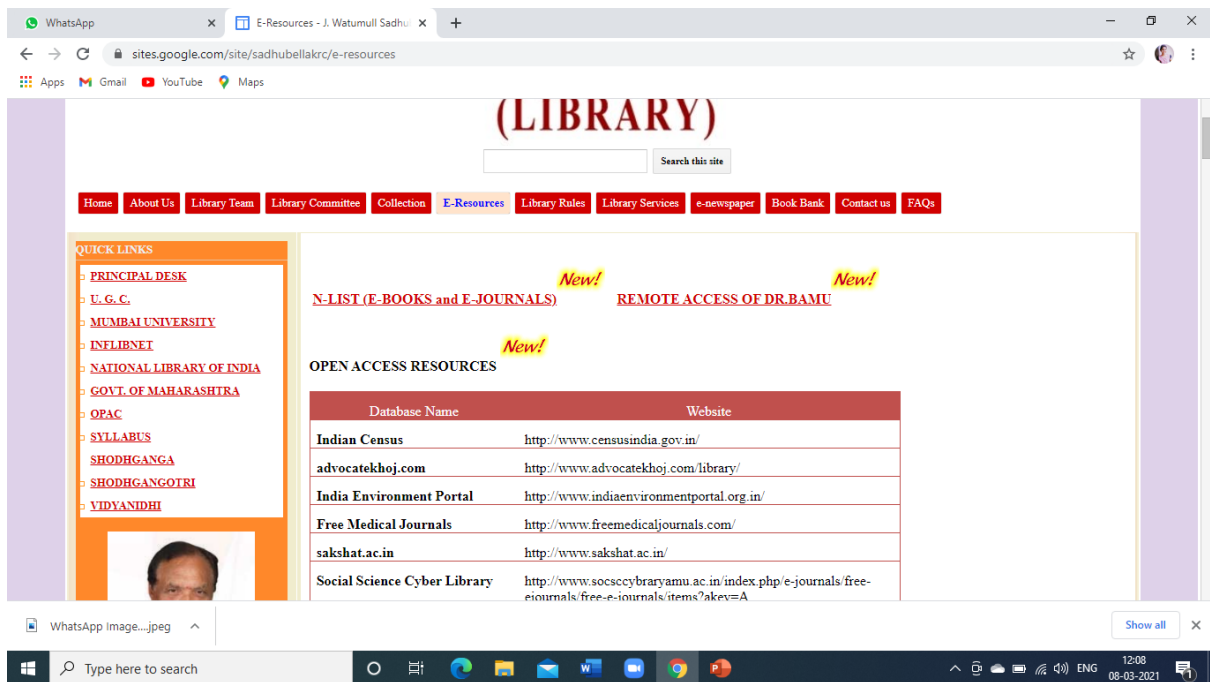 WhatsApp
E-Resources - J. Watumull Sadhu
sites.google.com/site/sadhubellakrc/e-resources
Apps Gmail YouTube Maps
(LIBRARY)
Search this site
Home About Us Library Team Library Committee Collection E-Resources Library Rules Library Services e-newspaper Book Bank Contact us FAQs
QUICK LINKS
PRINCIPAL DESK
U. G. C.
MUMBAI UNIVERSITY
INFLIBNET
NATIONAL LIBRARY OF INDIA
GOVT. OF MAHARASHTRA
OPAC
SYLLABUS
SHODHGANGA
SHODHGANGOTRI
VIDYANIDHI
New! New!
N-LIST (E-BOOKS and E-JOURNALS) REMOTE ACCESS OF DR.BAMU
New!
OPEN ACCESS RESOURCES
Database Name Website
Indian Census http://www.censusindia.gov.in/
advocatekhoj.com http://www.advocatekhoj.com/library/
India Environment Portal http://www.indiaenvironmentportal.org.in/
Free Medical Journals http://www.freemedicaljournals.com/
sakshat.ac.in http://www.sakshat.ac.in/
Social Science Cyber Library http://www.socsccybraryamu.ac.in/index.php/e-journals/free-
ejournals/free-e-journals/items?akey=A
WhatsApp Image....jpeg Show all
Type here to search ENG 12:08
08-03-2021